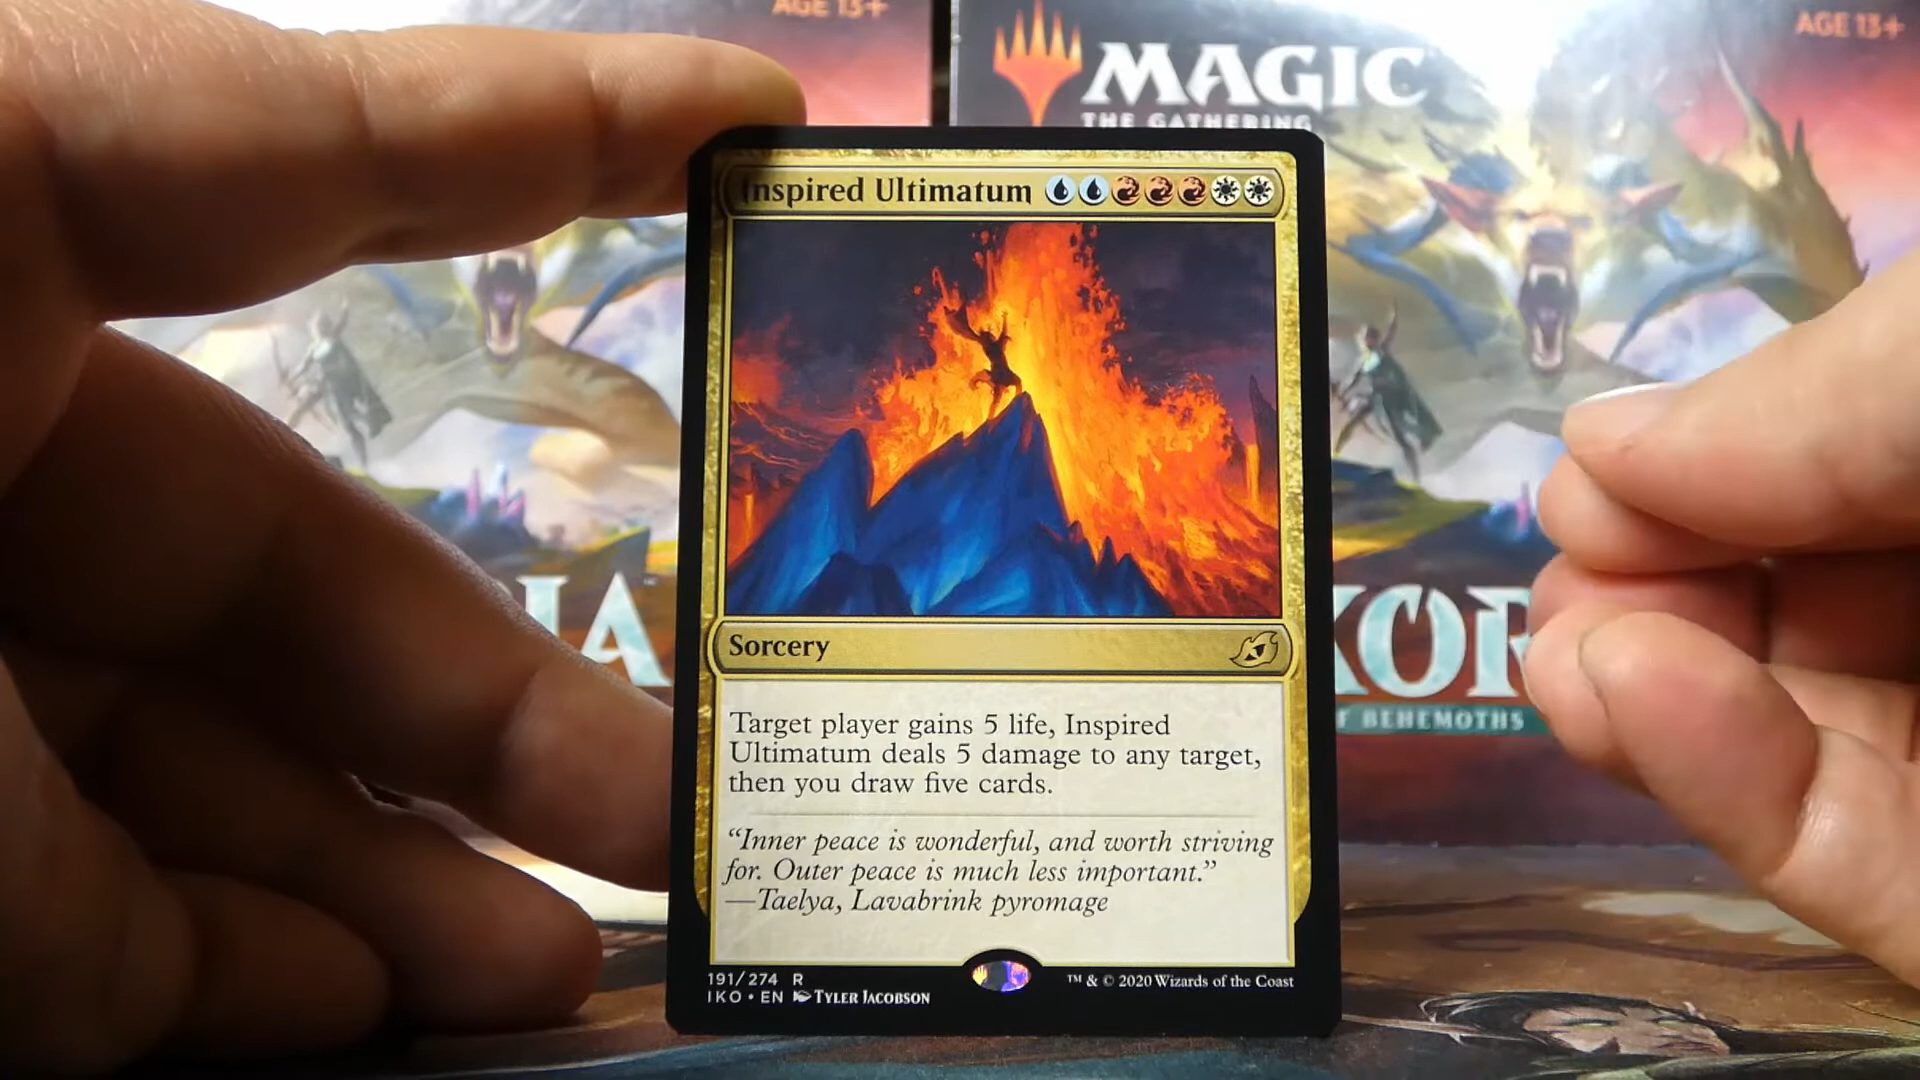 AGE 13+
AGE 13+
MAGIC
THE GATHERING
Inspired Ultimatum
Sorcery
Target player gains 5 life, Inspired
Ultimatum deals 5 damage to any target,
then you draw five cards.
“Inner peace is wonderful, and worth striving
for. Outer peace is much less important.”
—Taelya, Lavabrink pyromage
191/274 R
IKO • EN TYLER JACOBSON
™ & © 2020 Wizards of the Coast
IA
KOR
F BEHEMOTHS